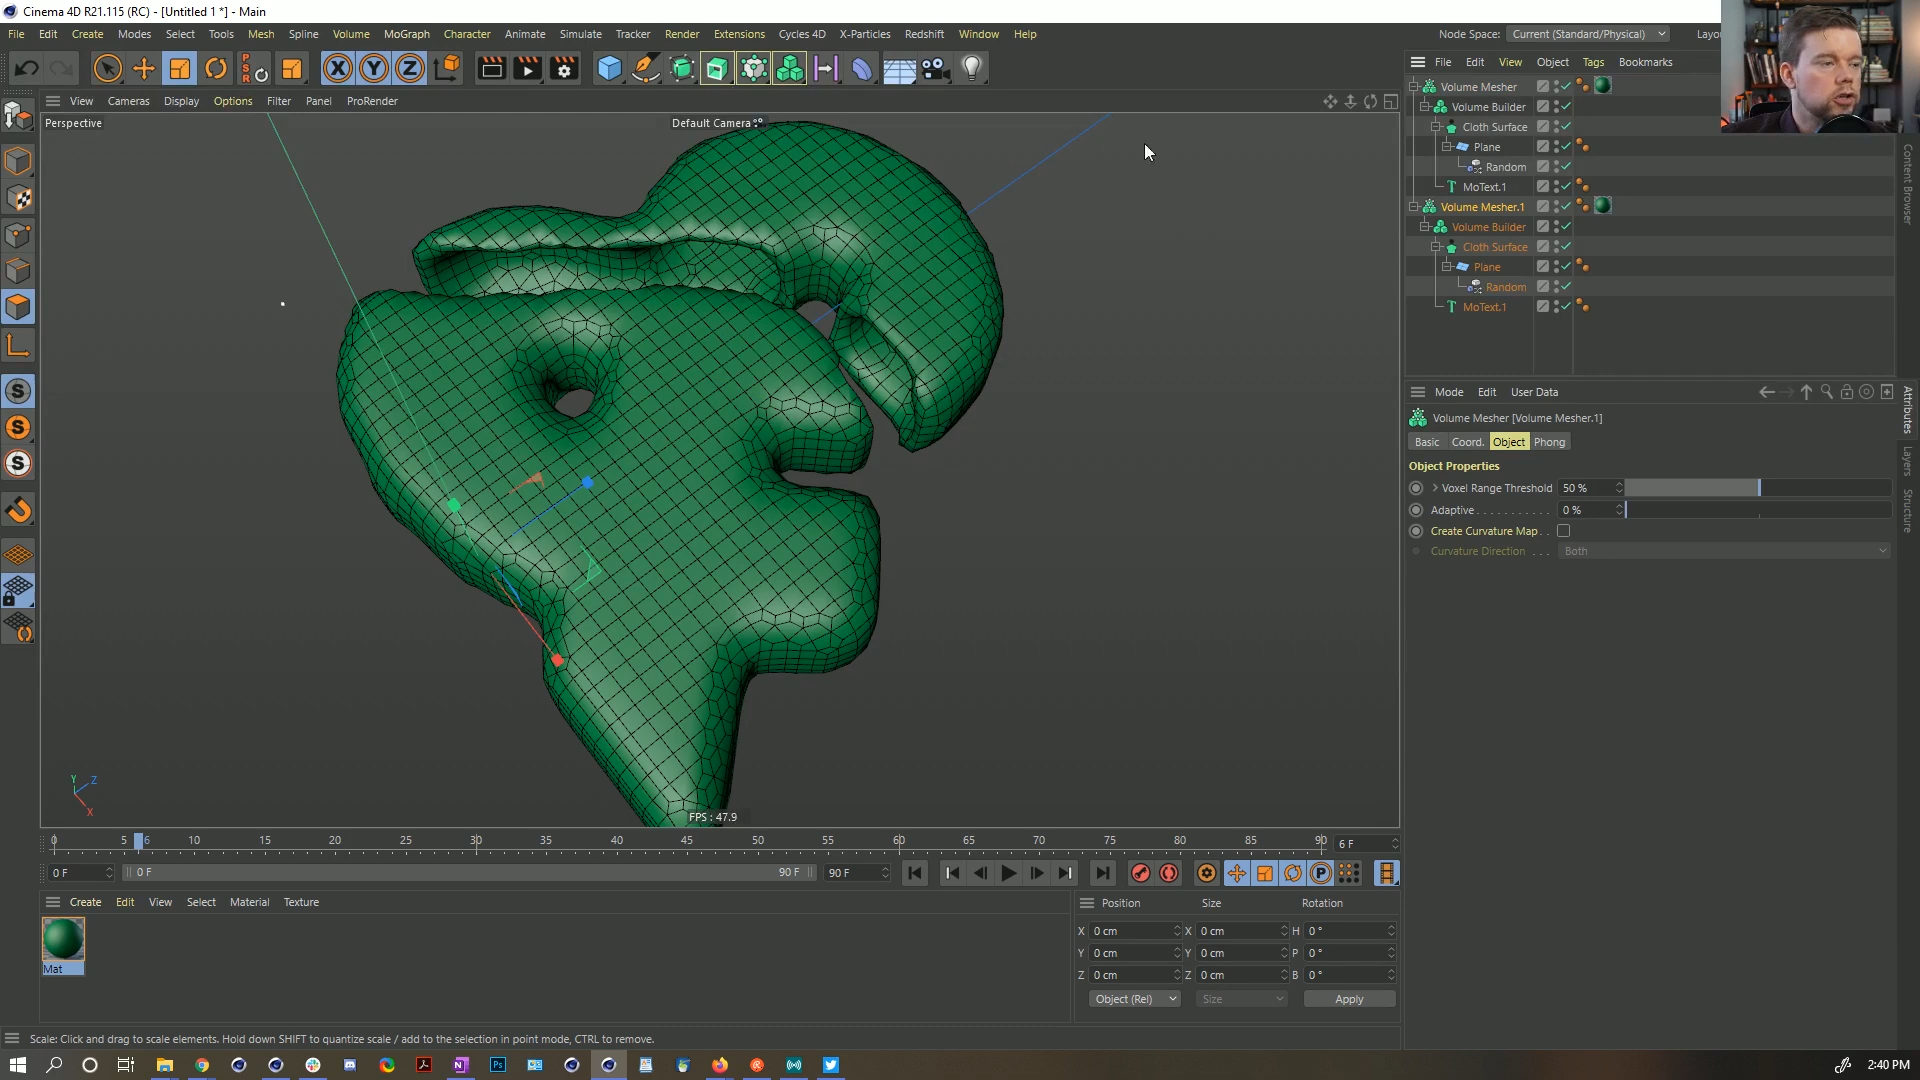 Cinema 4D R21.115 (RC) - [Untitled 1 *] - Main
File Edit Create Modes Select Tools Mesh Spline Volume MoGraph Character Animate Simulate Tracker Render Extensions Cycles 4D X-Particles Redshift Window Help
Node Space: Current (Standard/Physical) Layou
P
S
R
X Y Z
View Cameras Display Options Filter Panel ProRender
File Edit View Object Tags Bookmarks
Perspective
Default Camera
Volume Mesher
Volume Builder
Cloth Surface
Plane
Random
MoText.1
Volume Mesher.1
Volume Builder
Cloth Surface
Plane
Random
MoText.1
Content Browser
Mode Edit User Data
Volume Mesher [Volume Mesher.1]
Basic Coord. Object Phong
Object Properties
Voxel Range Threshold 50 %
Adaptive . . . . . . . . . . 0 %
Create Curvature Map . .
Curvature Direction . . . Both
Attributes
Layers
Structure
S
S
S
Y Z
X
FPS : 47.9
0 5 6 10 15 20 25 30 35 40 45 50 55 60 65 70 75 80 85 90 6 F
0 F 0 F 90 F 90 F P
Create Edit View Select Material Texture
Mat
Position Size Rotation
X 0 cm X 0 cm H 0 °
Y 0 cm Y 0 cm P 0 °
Z 0 cm Z 0 cm B 0 °
Object (Rel) Size Apply
Scale: Click and drag to scale elements. Hold down SHIFT to quantize scale / add to the selection in point mode, CTRL to remove.
Ps
2:40 PM